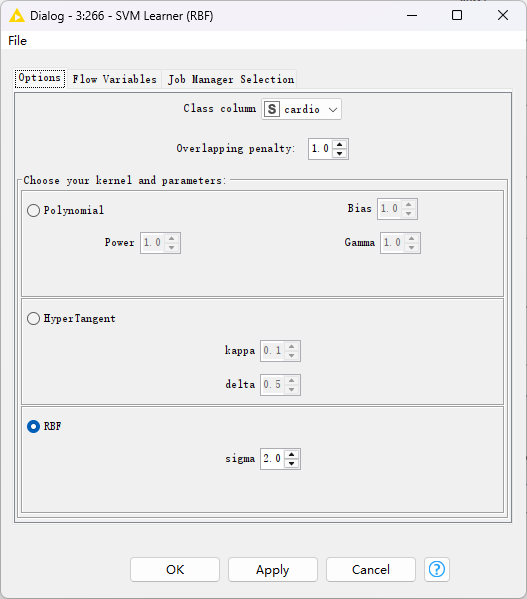 Dialog - 3:266 - SVM Learner (RBF)
File
Options Flow Variables Job Manager Selection
Class column S cardio
Overlapping penalty: 1.0
Choose your kernel and parameters:
Polynomial Bias 1.0
Power 1.0 Gamma 1.0
HyperTangent
kappa 0.1
delta 0.5
RBF
sigma 2.0
OK Apply Cancel ?